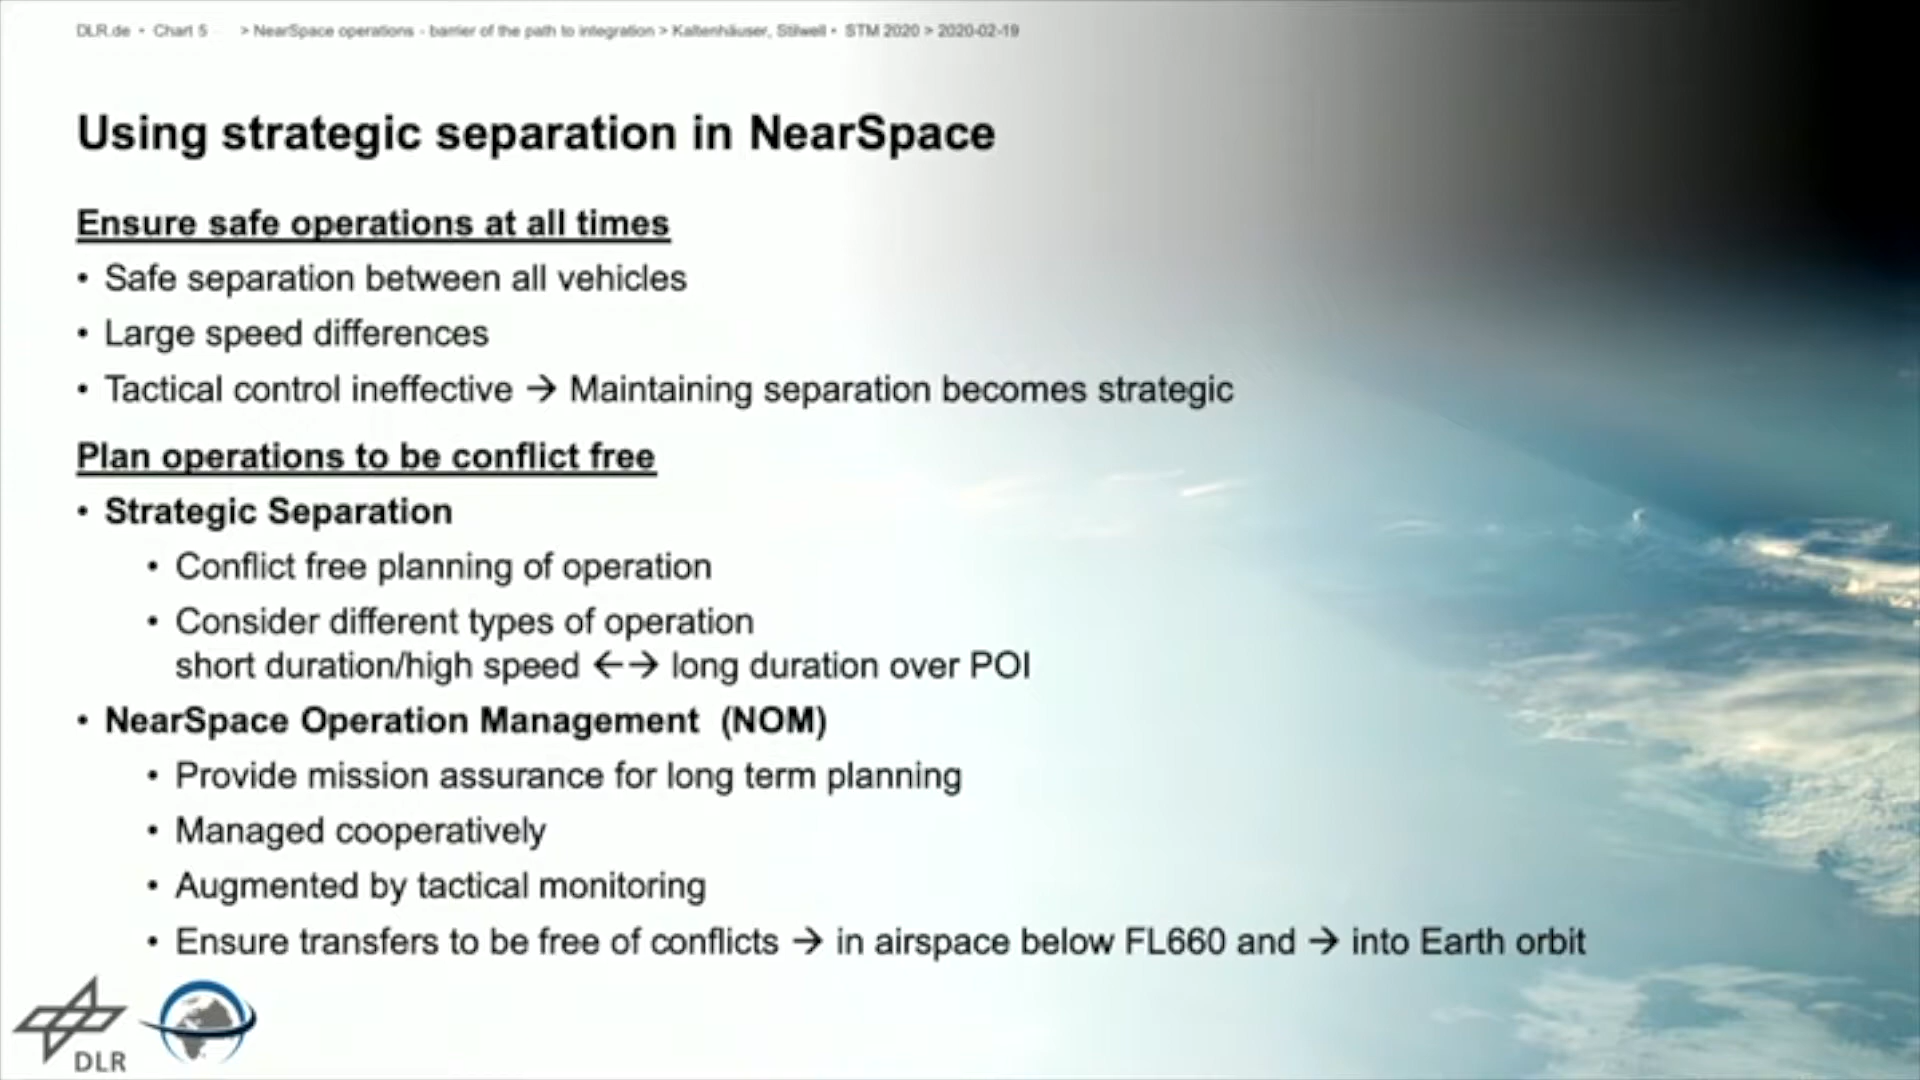 DLR.de • Chart 5 > NearSpace operations - barrier of the path to integration > Kaltenhäuser, Stilwell • STM 2020 > 2020-02-19
Using strategic separation in NearSpace
Ensure safe operations at all times
• Safe separation between all vehicles
• Large speed differences
• Tactical control ineffective → Maintaining separation becomes strategic
Plan operations to be conflict free
• Strategic Separation
• Conflict free planning of operation
• Consider different types of operation
short duration/high speed ←→ long duration over POI
• NearSpace Operation Management (NOM)
• Provide mission assurance for long term planning
• Managed cooperatively
• Augmented by tactical monitoring
• Ensure transfers to be free of conflicts → in airspace below FL660 and → into Earth orbit
DLR